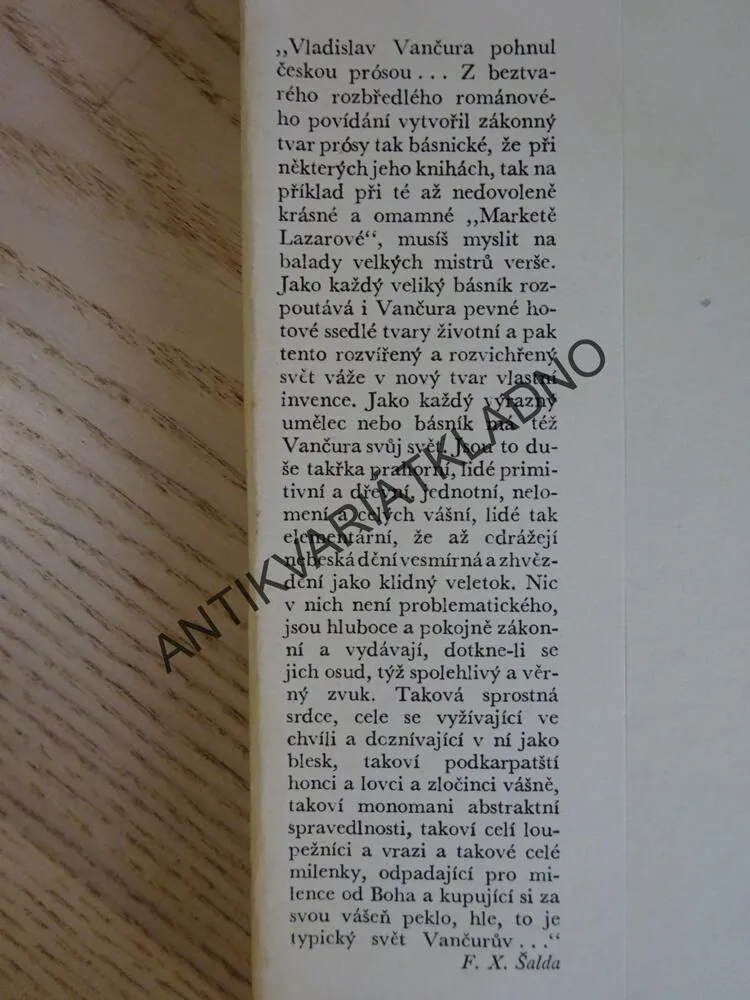 „Vladislav Vančura pohnul
českou prósou... Z beztva-
rého rozbředlého románové-
ho povídání vytvořil zákonný
tvar prósy tak básnické, že při
některých jeho knihách, tak na
příklad při té až nedovoleně
krásné a omamné „Marketě
Lazarové“, musíš myslit na
balady velkých mistrů verše.
Jako každý veliký básník roz-
poutává i Vančura pevné ho-
tové ssedlé tvary životní a pak
tento rozvířený a rozvichřený
svět váže v nový tvar vlastní
invence. Jako každý výrazný
umělec nebo básník má též
Vančura svůj svět. Jsou to du-
še takřka prahorní, lidé primi-
tivní a dřevní, jednotní, nelo-
mení a celých vášní, lidé tak
elementární, že až odrážejí
nebeská dění vesmírná a zhvěz-
dění jako klidný veletok. Nic
v nich není problematického,
jsou hluboce a pokojně zákon-
ní a vydávají, dotkne-li se
jich osud, týž spolehlivý a věr-
ný zvuk. Taková sprostná
srdce, cele se vyžívající ve
chvíli a doznívající v ní jako
blesk, takoví podkarpatští
honci a lovci a zločinci vášně,
takoví monomani abstraktní
spravedlnosti, takoví celí lou-
pežníci a vrazi a takové celé
milenky, odpadající pro mi-
lence od Boha a kupující si za
svou vášeň peklo, hle, to je
typický svět Vančurův...“
F. X. Šalda
ANTIKVARIATKLADNO